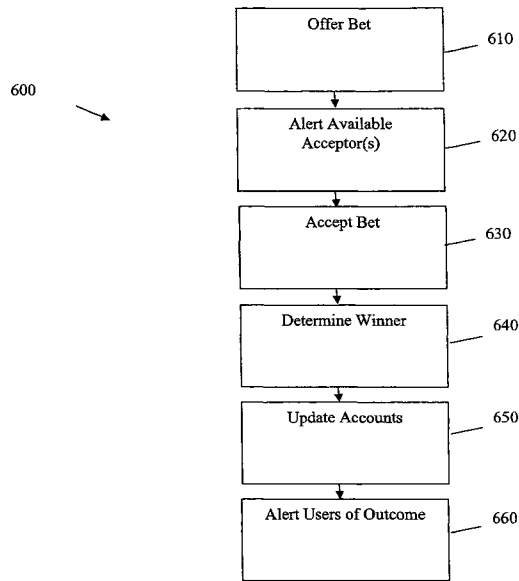 Offer Bet
610
600
Alert Available
Acceptor(s)
620
Accept Bet
630
Determine Winner
640
Update Accounts
650
Alert Users of Outcome
660